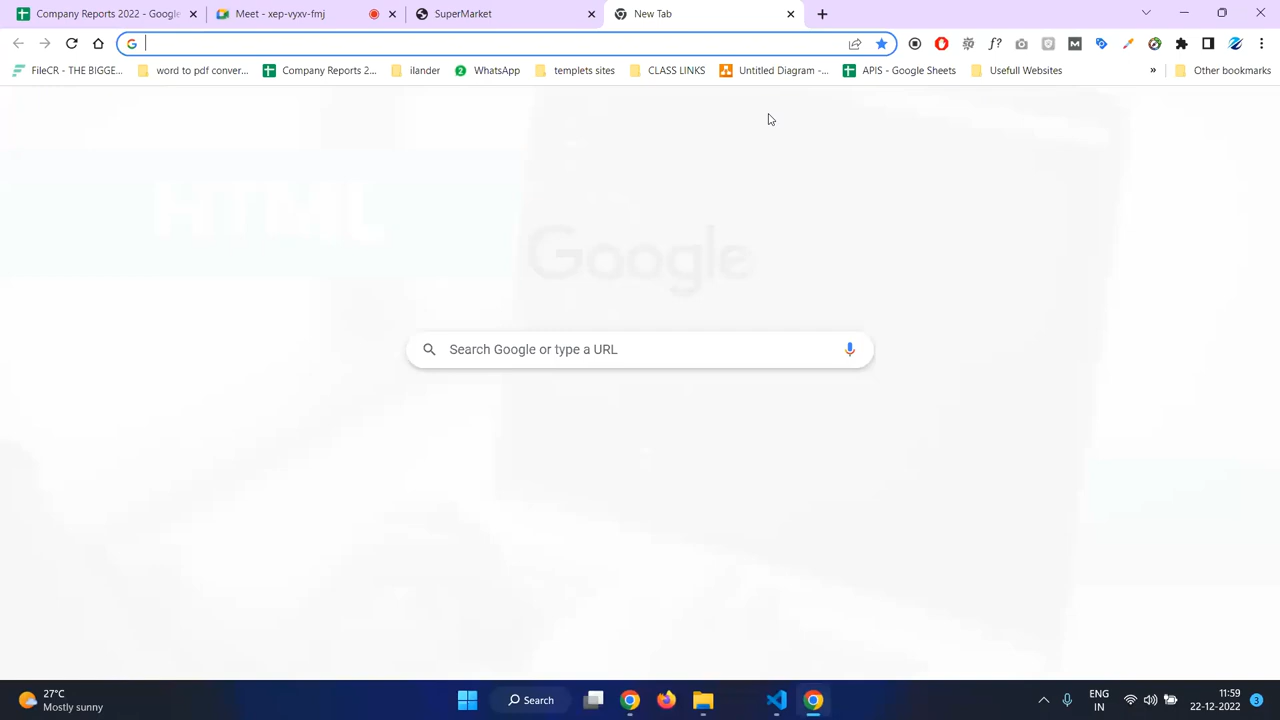 Company Reports 2022 - Google
Meet - xep-vyxv-fmj
SuperMarket
New Tab
FileCR - THE BIGGE...
word to pdf conver...
Company Reports 2...
ilander
WhatsApp
templets sites
CLASS LINKS
Untitled Diagram -...
APIS - Google Sheets
Usefull Websites
»
Other bookmarks
HTML
Google
Search Google or type a URL
27°C
Mostly sunny
Search
ENG
IN
11:59
22-12-2022
3